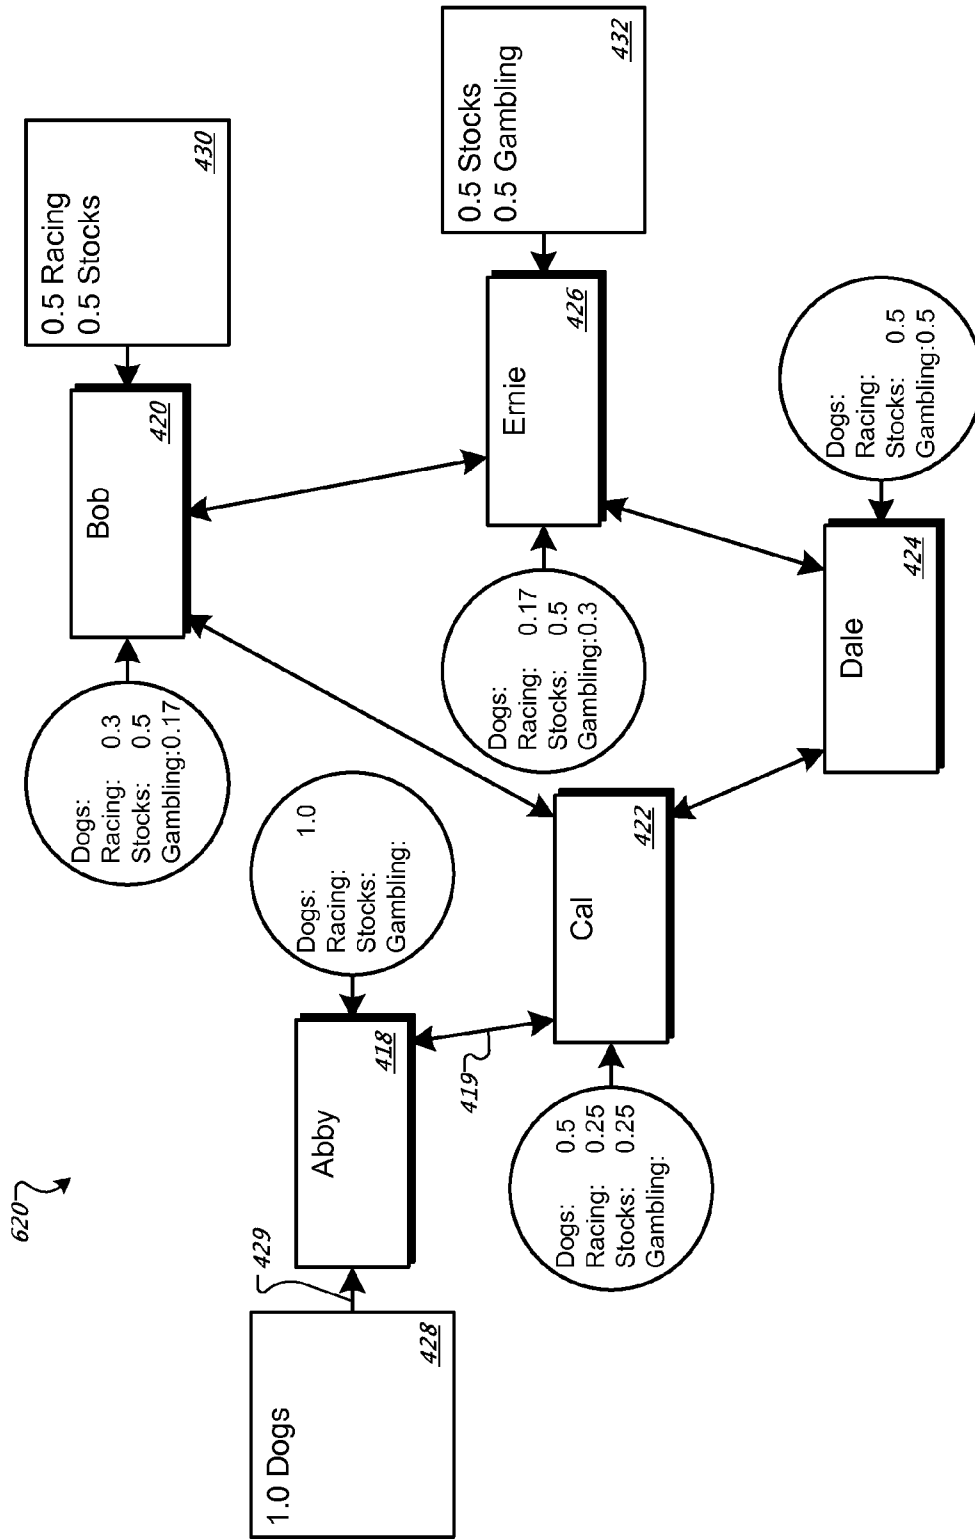 620
0.5 Racing
0.5 Stocks
430
Bob
420
Dogs:
Racing: 0.3
Stocks: 0.5
Gambling:0.17
1.0 Dogs
428
429
Abby
418
Dogs: 1.0
Racing:
Stocks:
Gambling:
419
0.5 Stocks
0.5 Gambling
432
Ernie
426
Dogs:
Racing: 0.17
Stocks: 0.5
Gambling:0.3
Dogs: 0.5
Racing: 0.25
Stocks: 0.25
Gambling:
Cal
422
Dale
424
Dogs:
Racing:
Stocks: 0.5
Gambling:0.5